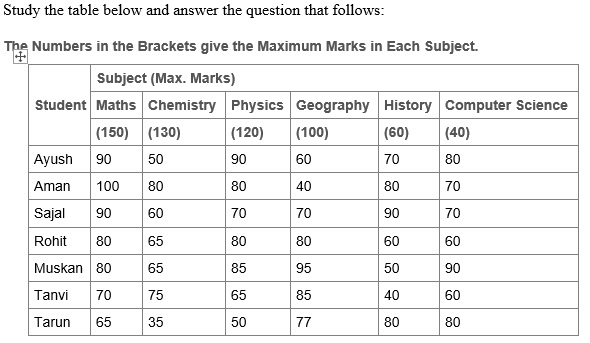 Study the table below and answer the question that follows:
The Numbers in the Brackets give the Maximum Marks in Each Subject.
Subject (Max. Marks)
Student Maths Chemistry Physics Geography History Computer Science
(150) (130) (120) (100) (60) (40)
Ayush 90 50 90 60 70 80
Aman 100 80 80 40 80 70
Sajal 90 60 70 70 90 70
Rohit 80 65 80 80 60 60
Muskan 80 65 85 95 50 90
Tanvi 70 75 65 85 40 60
Tarun 65 35 50 77 80 80